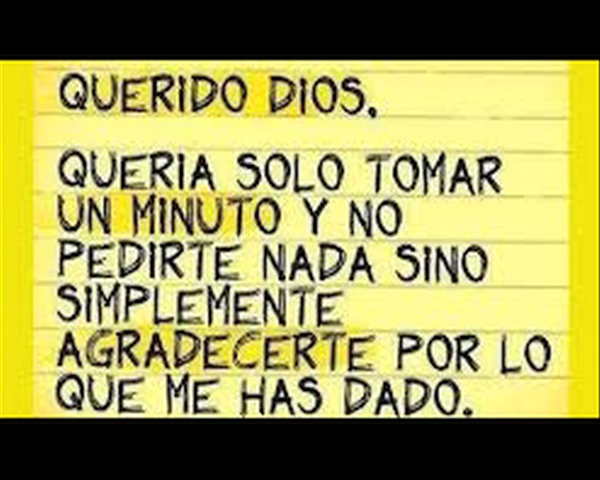 QUERIDO DIOS.
QUERIA SOLO TOMAR
UN MINUTO Y NO
PEDIRTE NADA SINO
SIMPLEMENTE
AGRADECERTE POR LO
QUE ME HAS DADO.